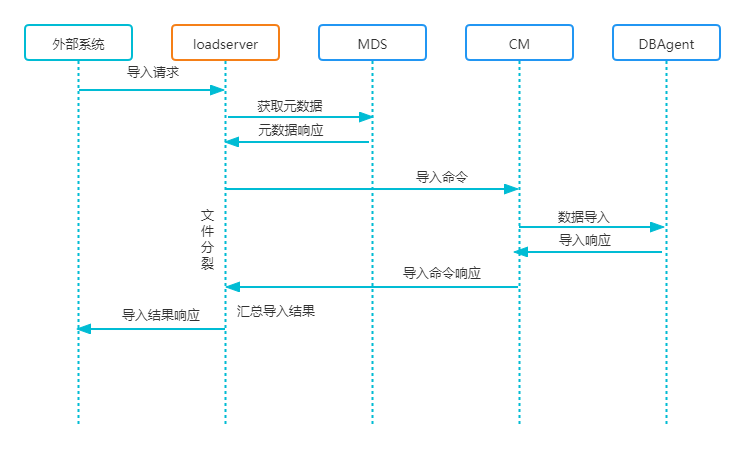 外部系统
loadserver
MDS
CM
DBAgent
导入请求
获取元数据
元数据响应
导入命令
文件分裂
数据导入
导入响应
导入命令响应
汇总导入结果
导入结果响应